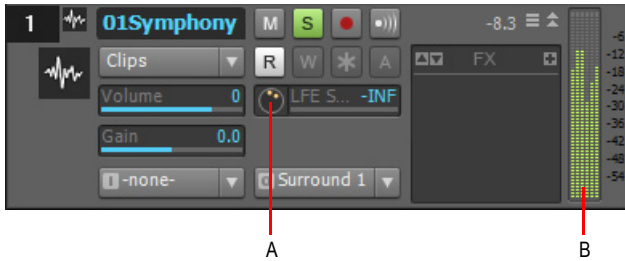 1 01Symphony M S -8.3
Clips R W A FX
Volume 0 LFE S... -INF
Gain 0.0
I -none- Surround 1
-6
-12
-18
-24
-30
-36
-42
-48
-54
A B